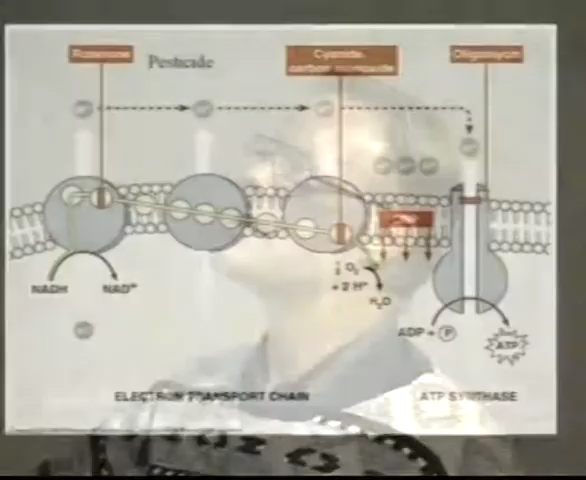 Rotenone
Pesticade
Cyanide,
carbon monoxide
Oligomycin
NADH
NAD⁺
½ O₂
+ 2 H⁺
H₂O
ADP + P
ATP
ELECTRON TRANSPORT CHAIN
ATP SYNTHASE